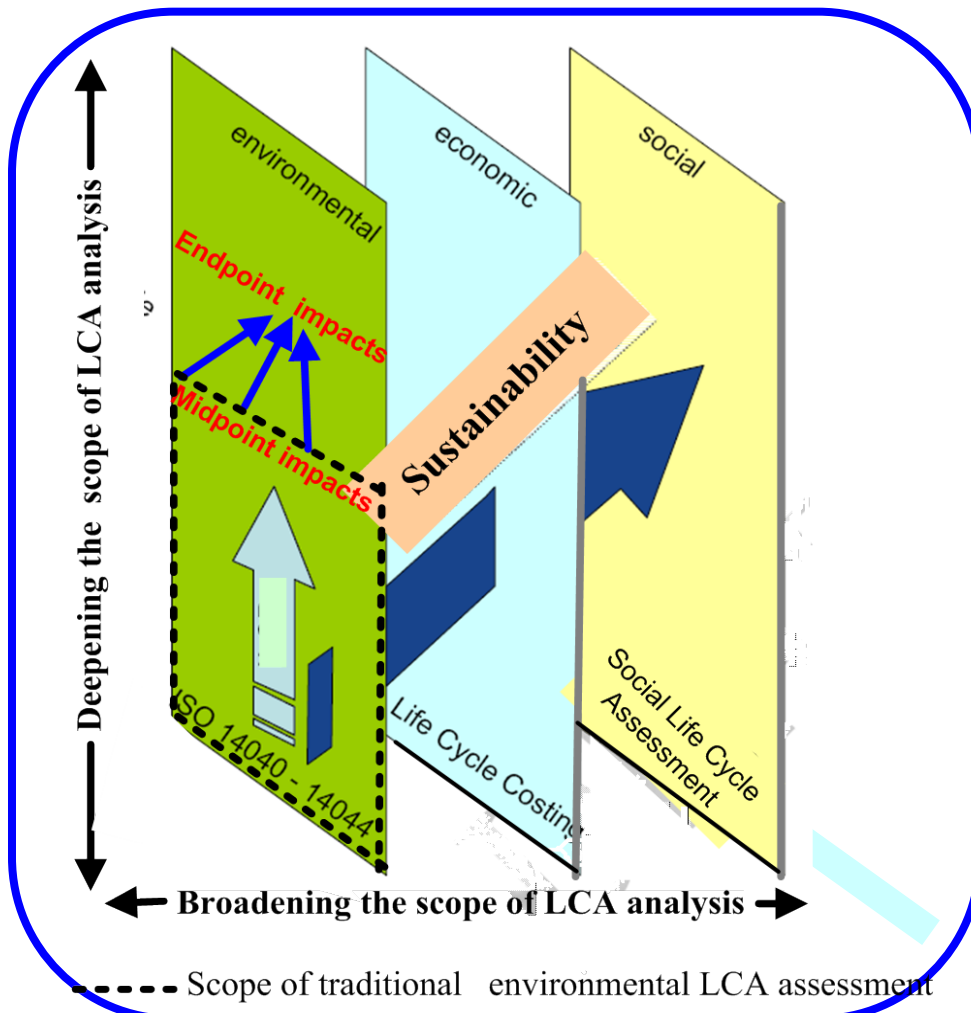 environmental
economic
social
Deepening the scope of LCA analysis
Endpoint impacts
Midpoint impacts
Sustainability
ISO 14040 - 14044
Life Cycle Costing
Social Life Cycle
Assessment
Broadening the scope of LCA analysis
Scope of traditional environmental LCA assessment